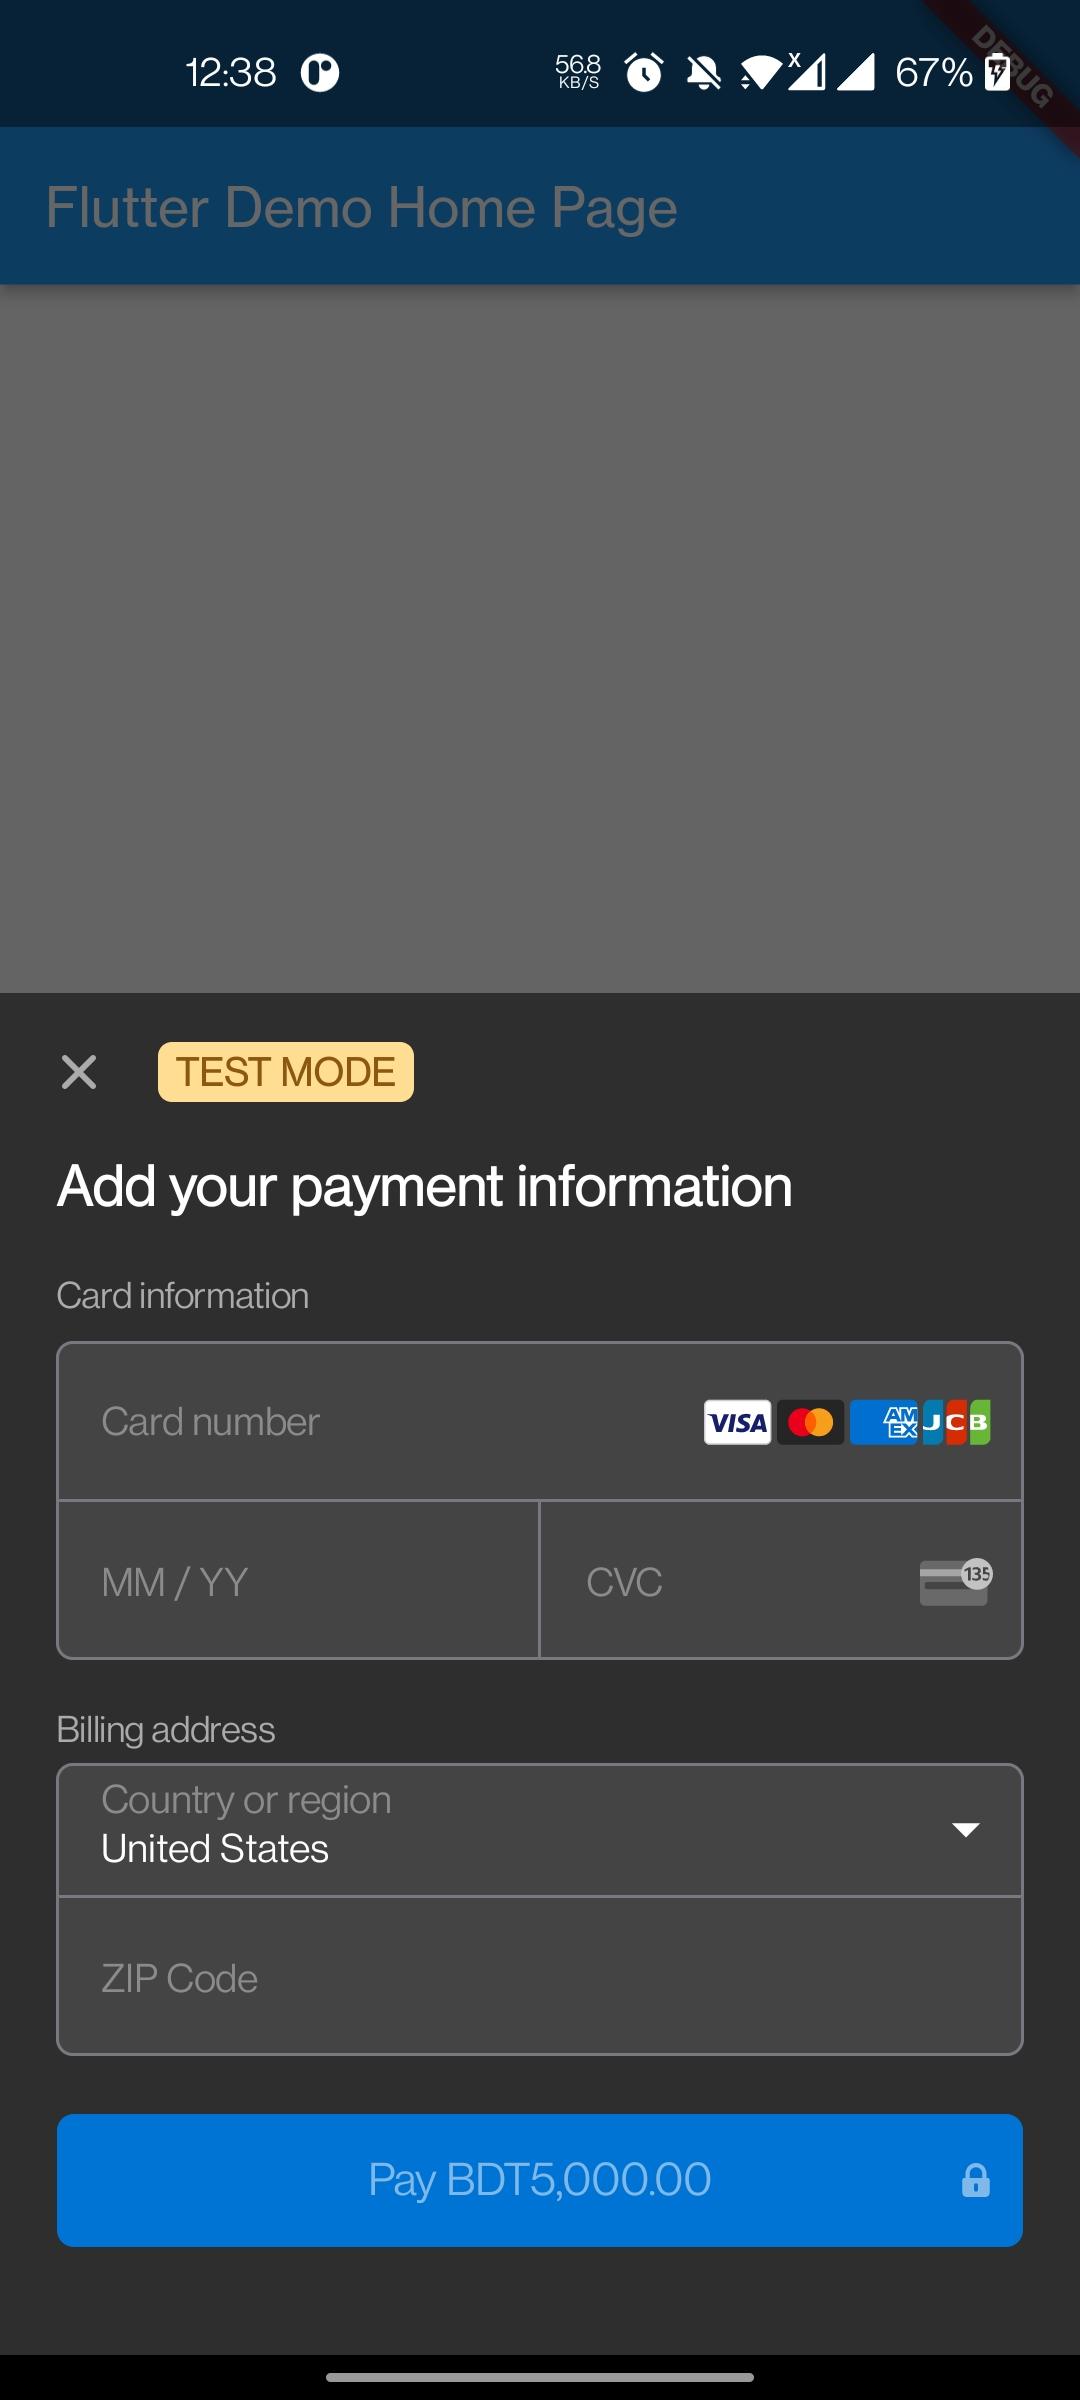 12:38
56.8
KB/S
X
67%
DEBUG
Flutter Demo Home Page
TEST MODE
Add your payment information
Card information
Card number
VISA
AM
EX
JCB
MM / YY
CVC
135
Billing address
Country or region
United States
ZIP Code
Pay BDT5,000.00